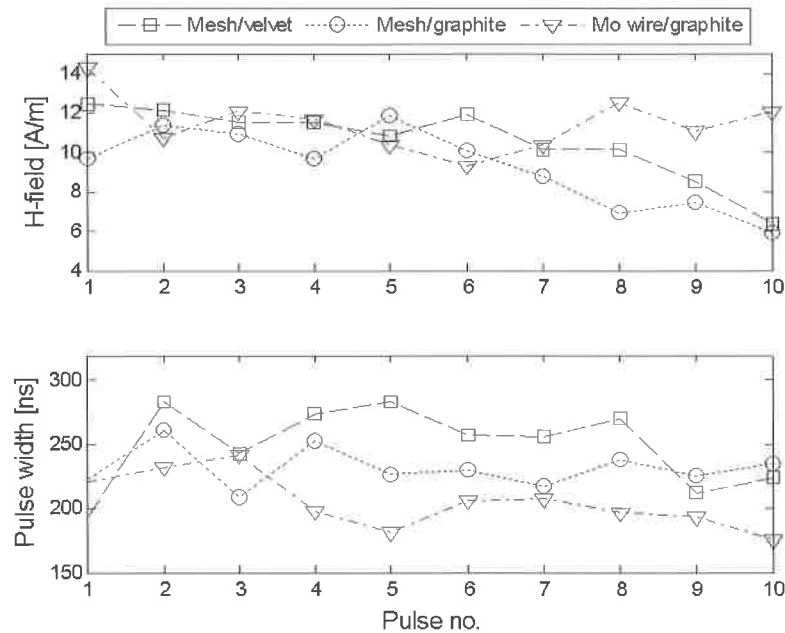 Mesh/velvet Mesh/graphite Mo wire/graphite
14
12
10
8
6
4
H-field [A/m]
1 2 3 4 5 6 7 8 9 10
300
250
200
150
Pulse width [ns]
1 2 3 4 5 6 7 8 9 10
Pulse no.